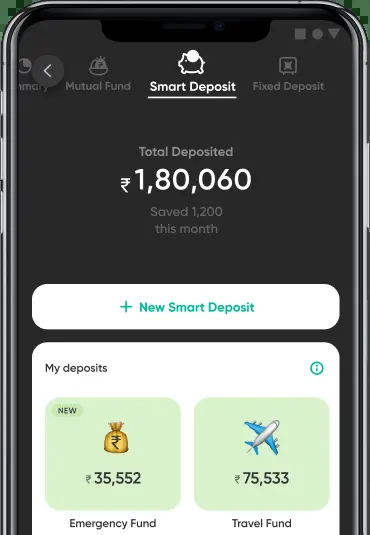 Mutual Fund
Smart Deposit
Fixed Deposit
Total Deposited
₹ 1,80,060
Saved 1,200
this month
+ New Smart Deposit
My deposits
NEW
₹
₹ 35,552
₹ 75,533
Emergency Fund
Travel Fund